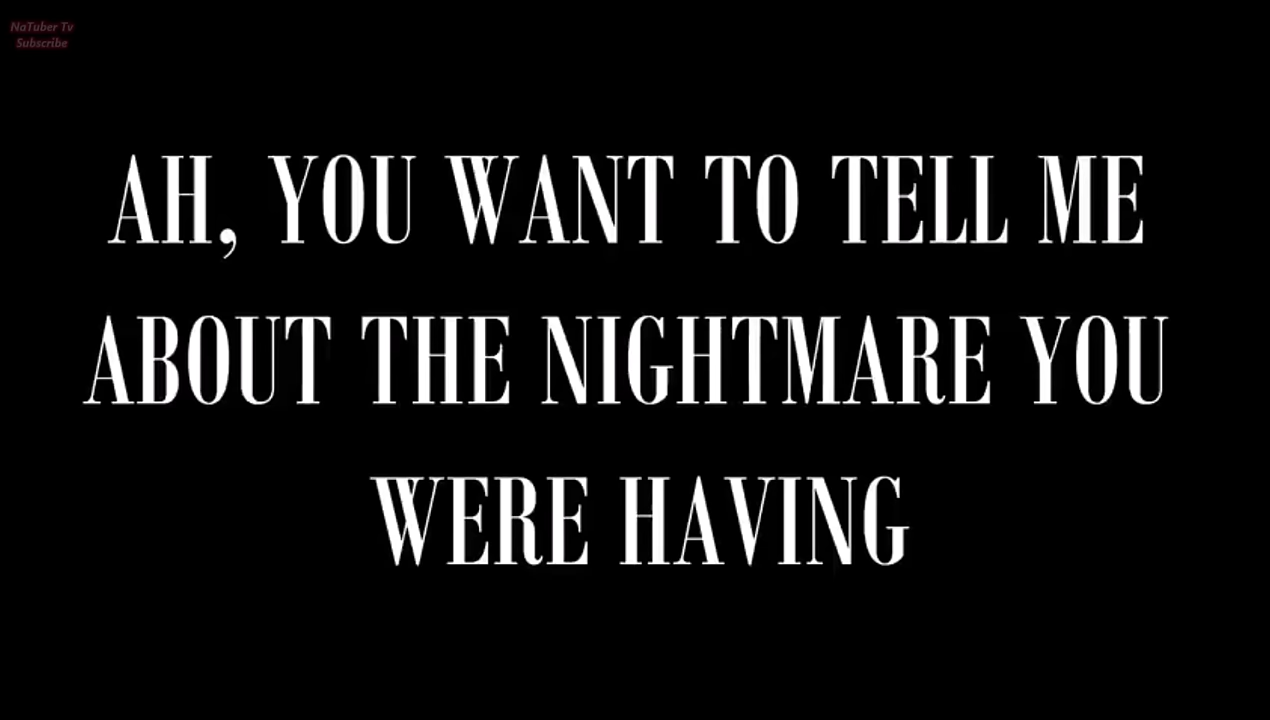 NaTuber Tv
Subscribe
AH, YOU WANT TO TELL ME
ABOUT THE NIGHTMARE YOU
WERE HAVING